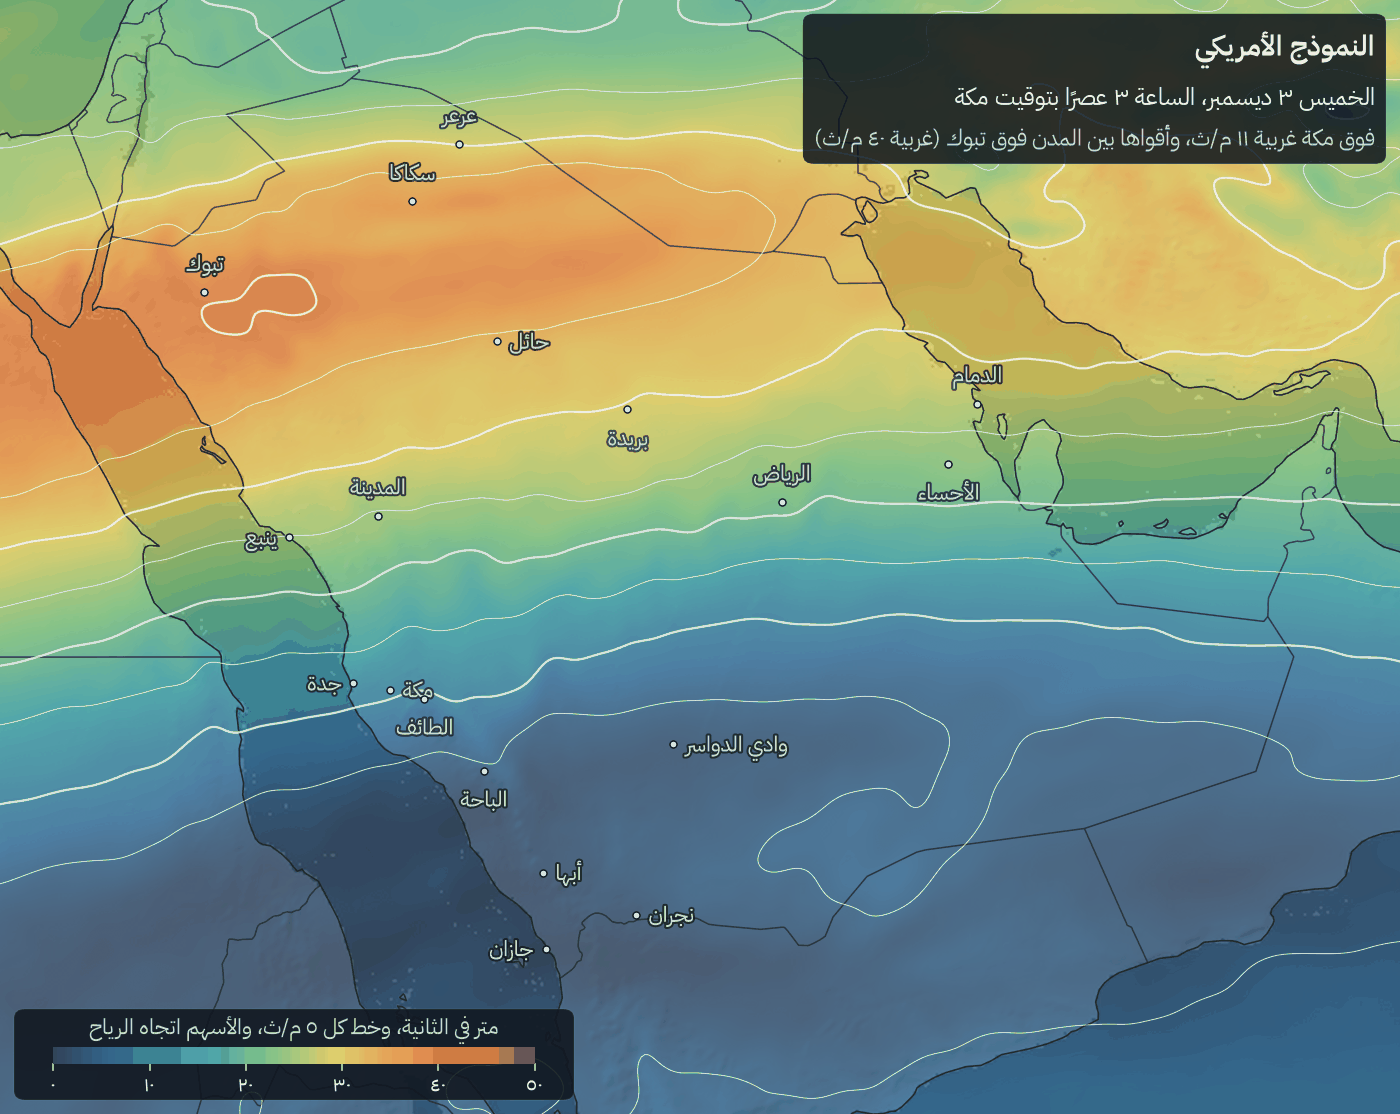 النموذج الأمريكي
الخميس ٣ ديسمبر، الساعة ٣ عصرًا بتوقيت مكة
فوق مكة غربية ١١ م/ث، وأقواها بين المدن فوق تبوك (غربية ٤٠ م/ث)
عرعر
سكاكا
تبوك
حائل
الدمام
بريدة
الرياض
المدينة
الأحساء
ينبع
جدة
مكة
الطائف
وادي الدواسر
الباحة
أبها
نجران
جازان
متر في الثانية، وخط كل ٥ م/ث، والأسهم اتجاه الرياح
٠ ١٠ ٢٠ ٣٠ ٤٠ ٥٠